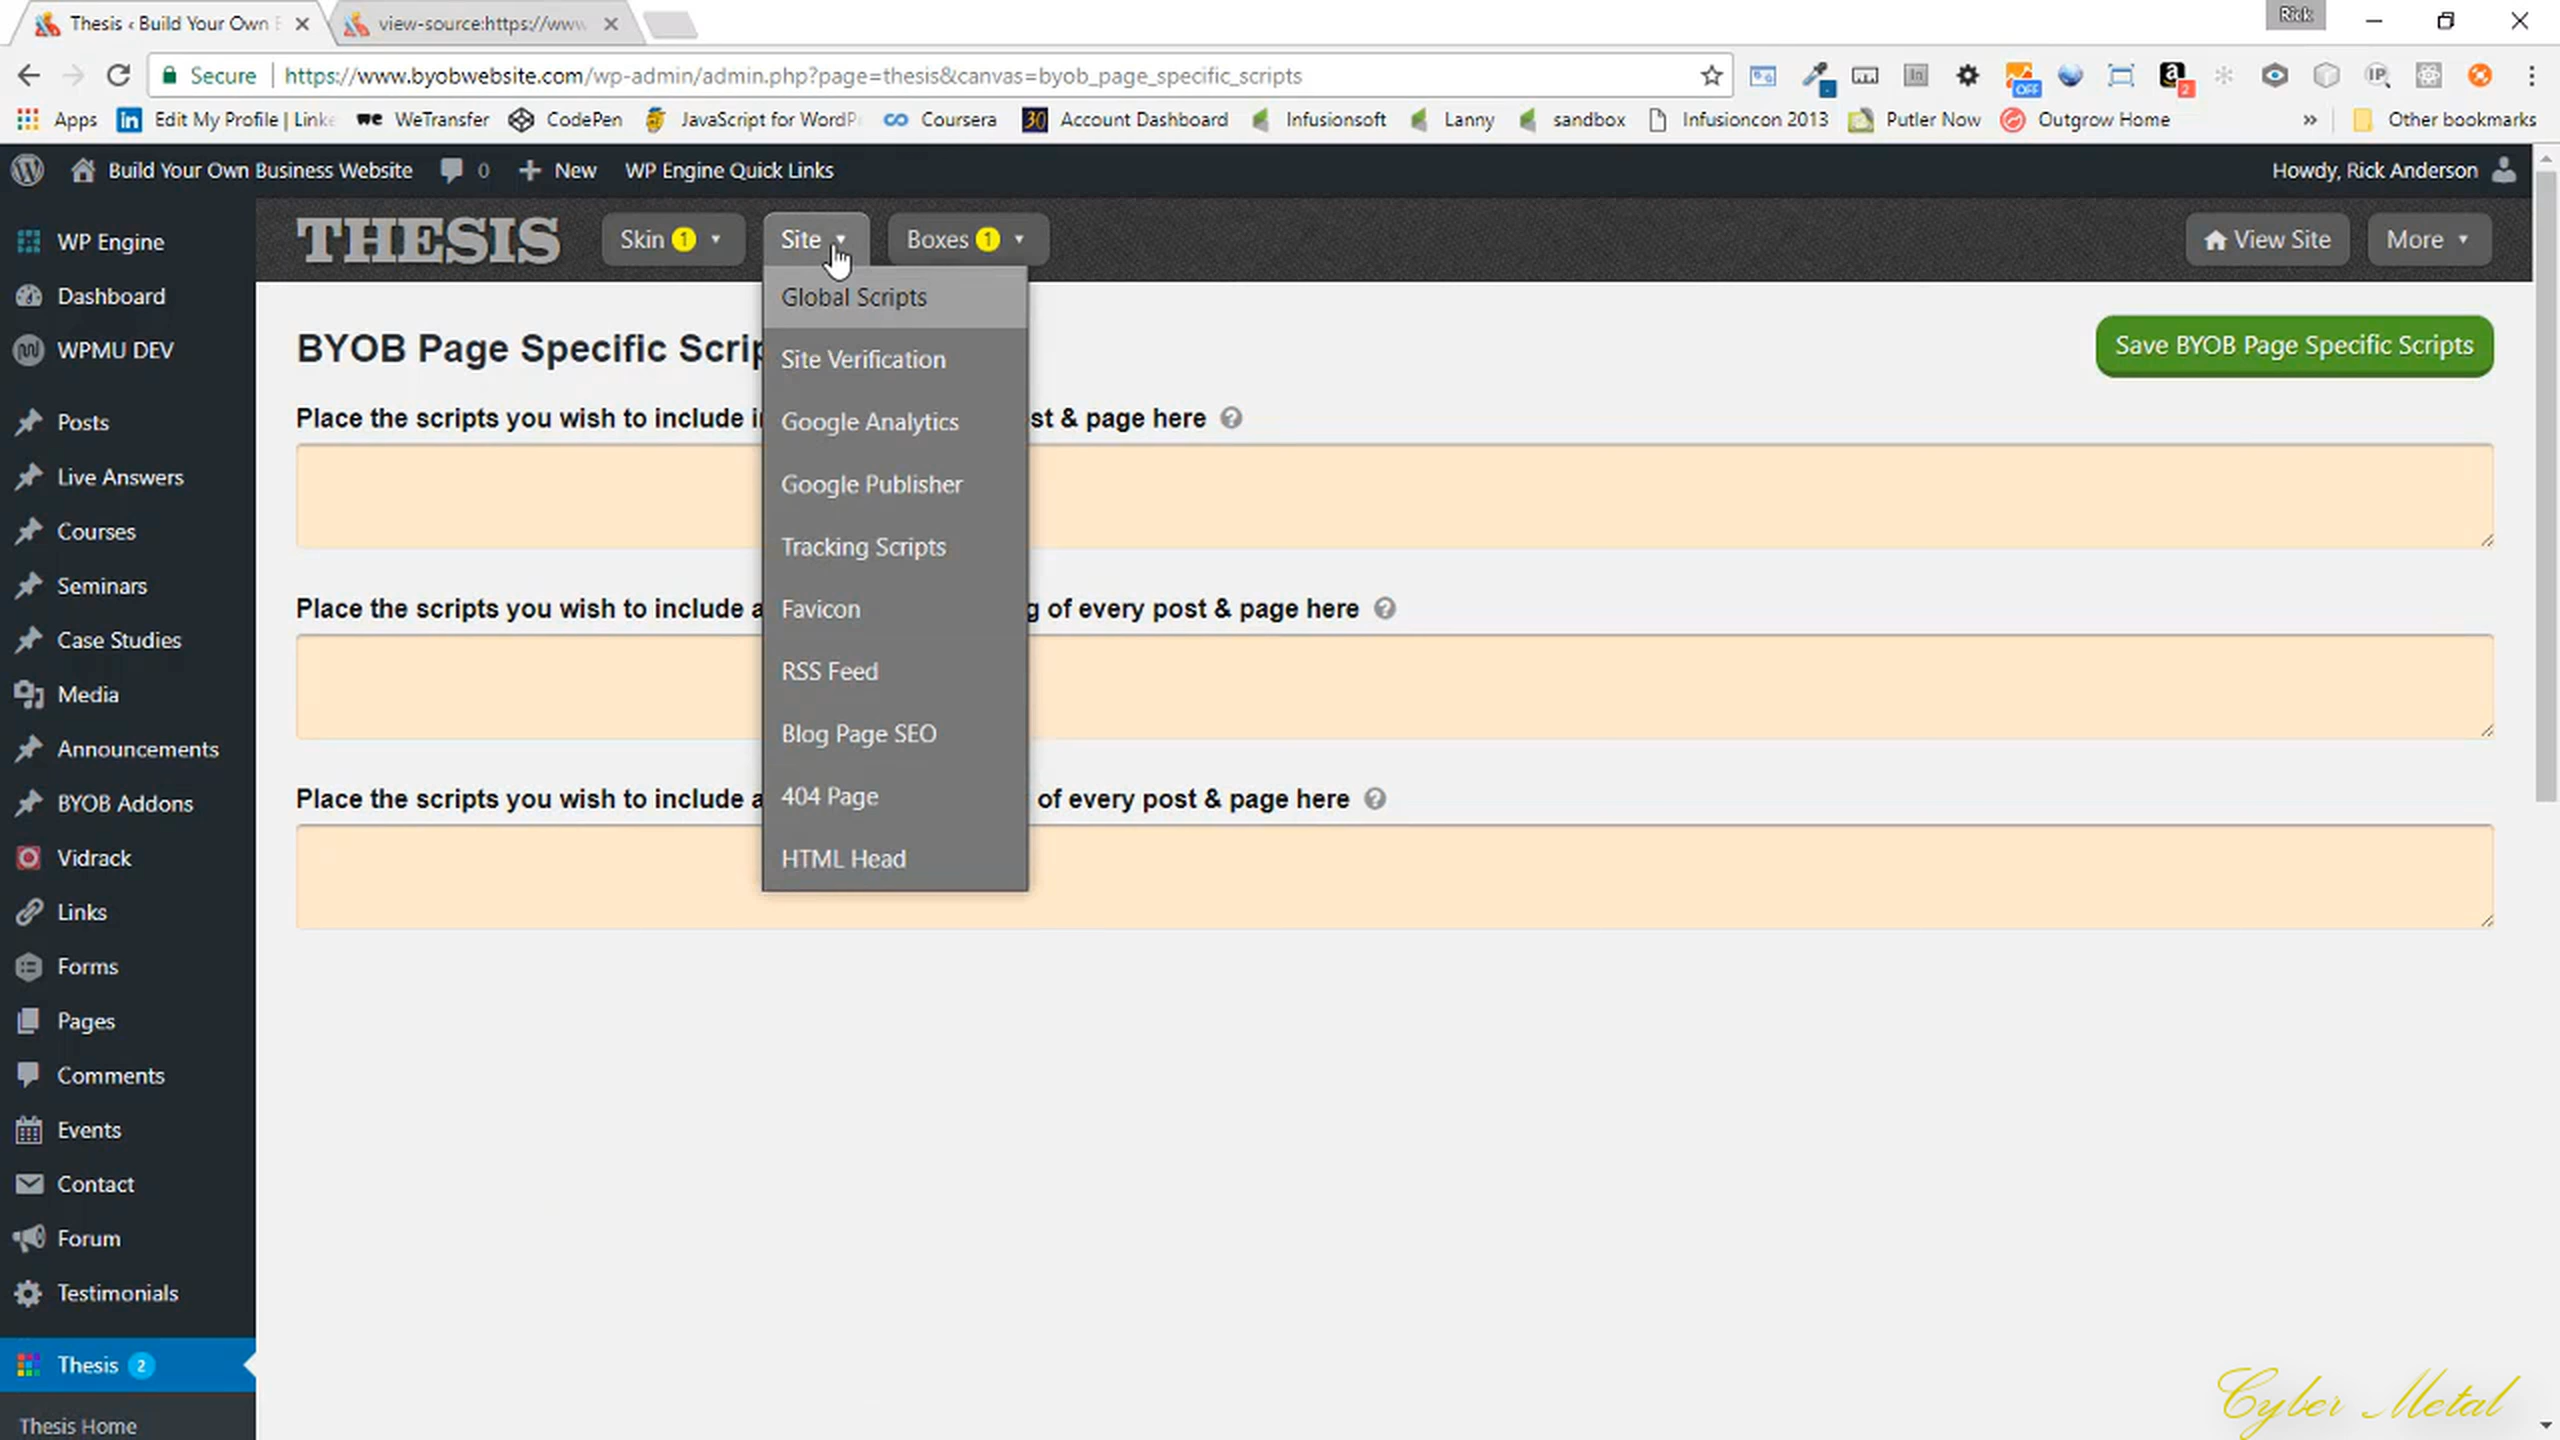 Thesis ‹ Build Your Own
view-source:https://www
Rick
Secure
https://www.byobwebsite.com/wp-admin/admin.php?page=thesis&canvas=byob_page_specific_scripts
OFF
2
IP
Apps
Edit My Profile | Linke
WeTransfer
CodePen
JavaScript for WordP
Coursera
30
Account Dashboard
Infusionsoft
Lanny
sandbox
Infusioncon 2013
Putler Now
Outgrow Home
»
Other bookmarks
Build Your Own Business Website
0
New
WP Engine Quick Links
Howdy, Rick Anderson
WP Engine
Dashboard
WPMU DEV
Posts
Live Answers
Courses
Seminars
Case Studies
Media
Announcements
BYOB Addons
Vidrack
Links
Forms
Pages
Comments
Events
Contact
Forum
Testimonials
Thesis 2
Thesis Home
THESIS
Skin 1
Site
Boxes 1
View Site
More
Global Scripts
Site Verification
Google Analytics
Google Publisher
Tracking Scripts
Favicon
RSS Feed
Blog Page SEO
404 Page
HTML Head
BYOB Page Specific Scrip
Save BYOB Page Specific Scripts
Place the scripts you wish to include i st & page here
Place the scripts you wish to include a g of every post & page here
Place the scripts you wish to include a of every post & page here
Cyber Metal